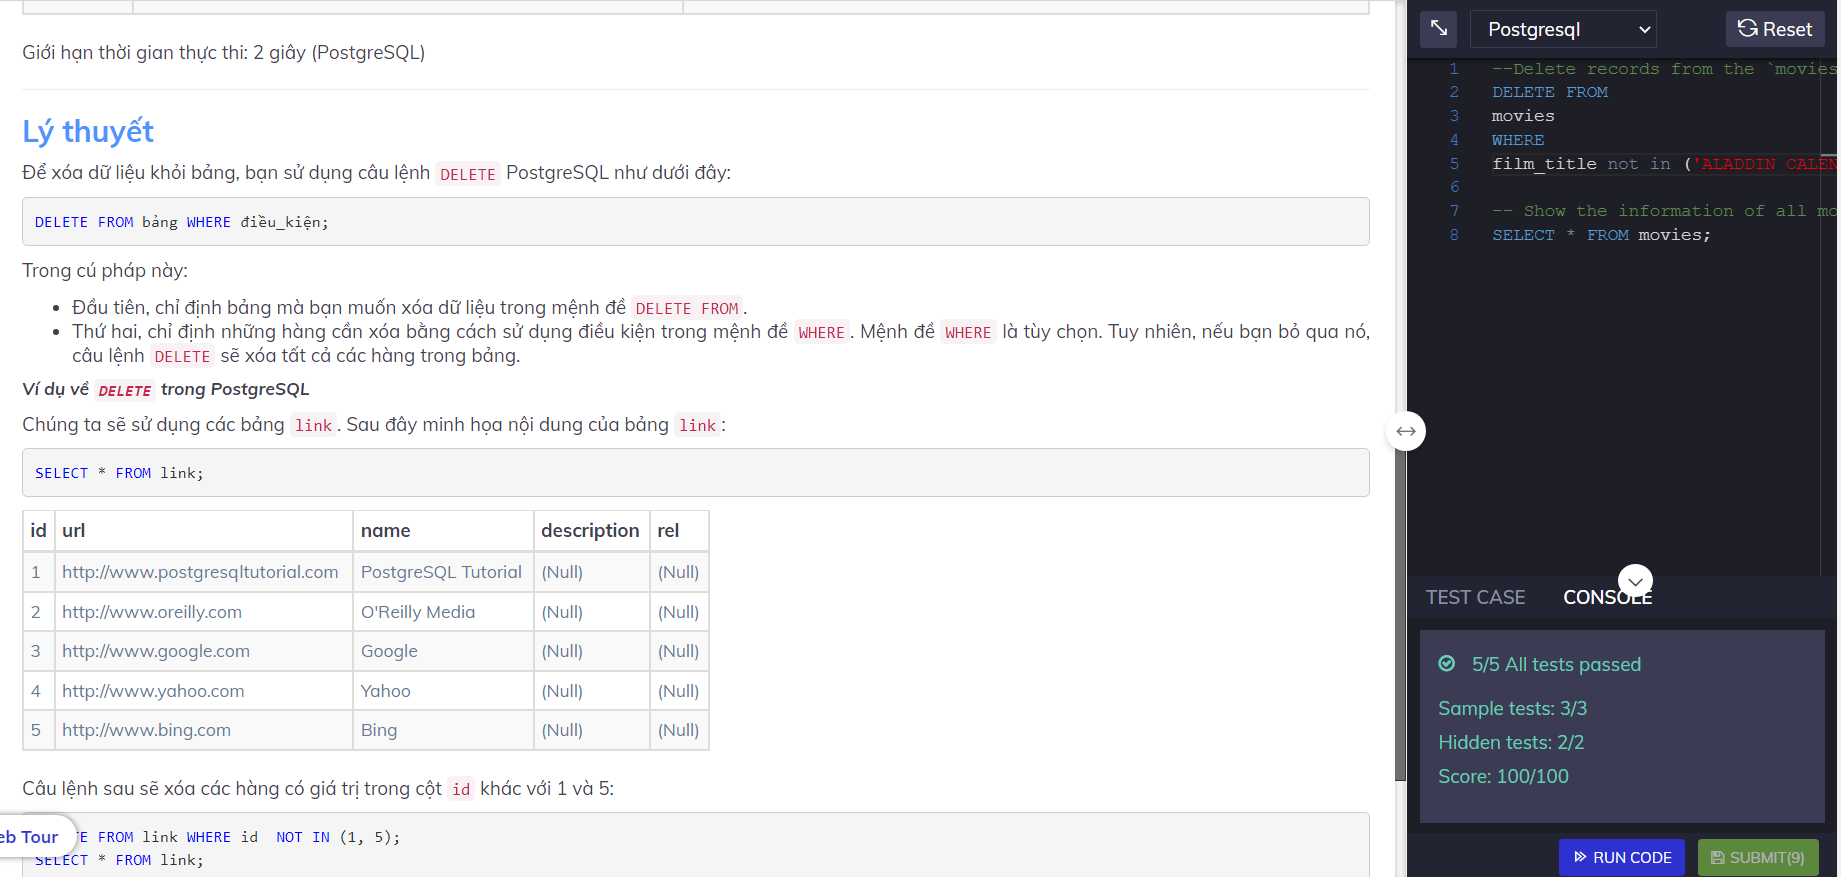 Giới hạn thời gian thực thi: 2 giây (PostgreSQL)
Lý thuyết
Để xóa dữ liệu khỏi bảng, bạn sử dụng câu lệnh DELETE PostgreSQL như dưới đây:
DELETE FROM bảng WHERE điều_kiện;
Trong cú pháp này:
• Đầu tiên, chỉ định bảng mà bạn muốn xóa dữ liệu trong mệnh đề DELETE FROM.
• Thứ hai, chỉ định những hàng cần xóa bằng cách sử dụng điều kiện trong mệnh đề WHERE. Mệnh đề WHERE là tùy chọn. Tuy nhiên, nếu bạn bỏ qua nó,
câu lệnh DELETE sẽ xóa tất cả các hàng trong bảng.
Ví dụ về DELETE trong PostgreSQL
Chúng ta sẽ sử dụng các bảng link. Sau đây minh họa nội dung của bảng link:
SELECT * FROM link;
id url name description rel
1 http://www.postgresqltutorial.com PostgreSQL Tutorial (Null) (Null)
2 http://www.oreilly.com O'Reilly Media (Null) (Null)
3 http://www.google.com Google (Null) (Null)
4 http://www.yahoo.com Yahoo (Null) (Null)
5 http://www.bing.com Bing (Null) (Null)
Câu lệnh sau sẽ xóa các hàng có giá trị trong cột id khác với 1 và 5:
eb Tour
TE FROM link WHERE id NOT IN (1, 5);
SELECT * FROM link;
Postgresql
Reset
1 --Delete records from the `movies
2 DELETE FROM
3 movies
4 WHERE
5 film_title not in ('ALADDIN CALEN
6
7 -- Show the information of all mo
8 SELECT * FROM movies;
TEST CASE CONSOLE
5/5 All tests passed
Sample tests: 3/3
Hidden tests: 2/2
Score: 100/100
RUN CODE SUBMIT(9)